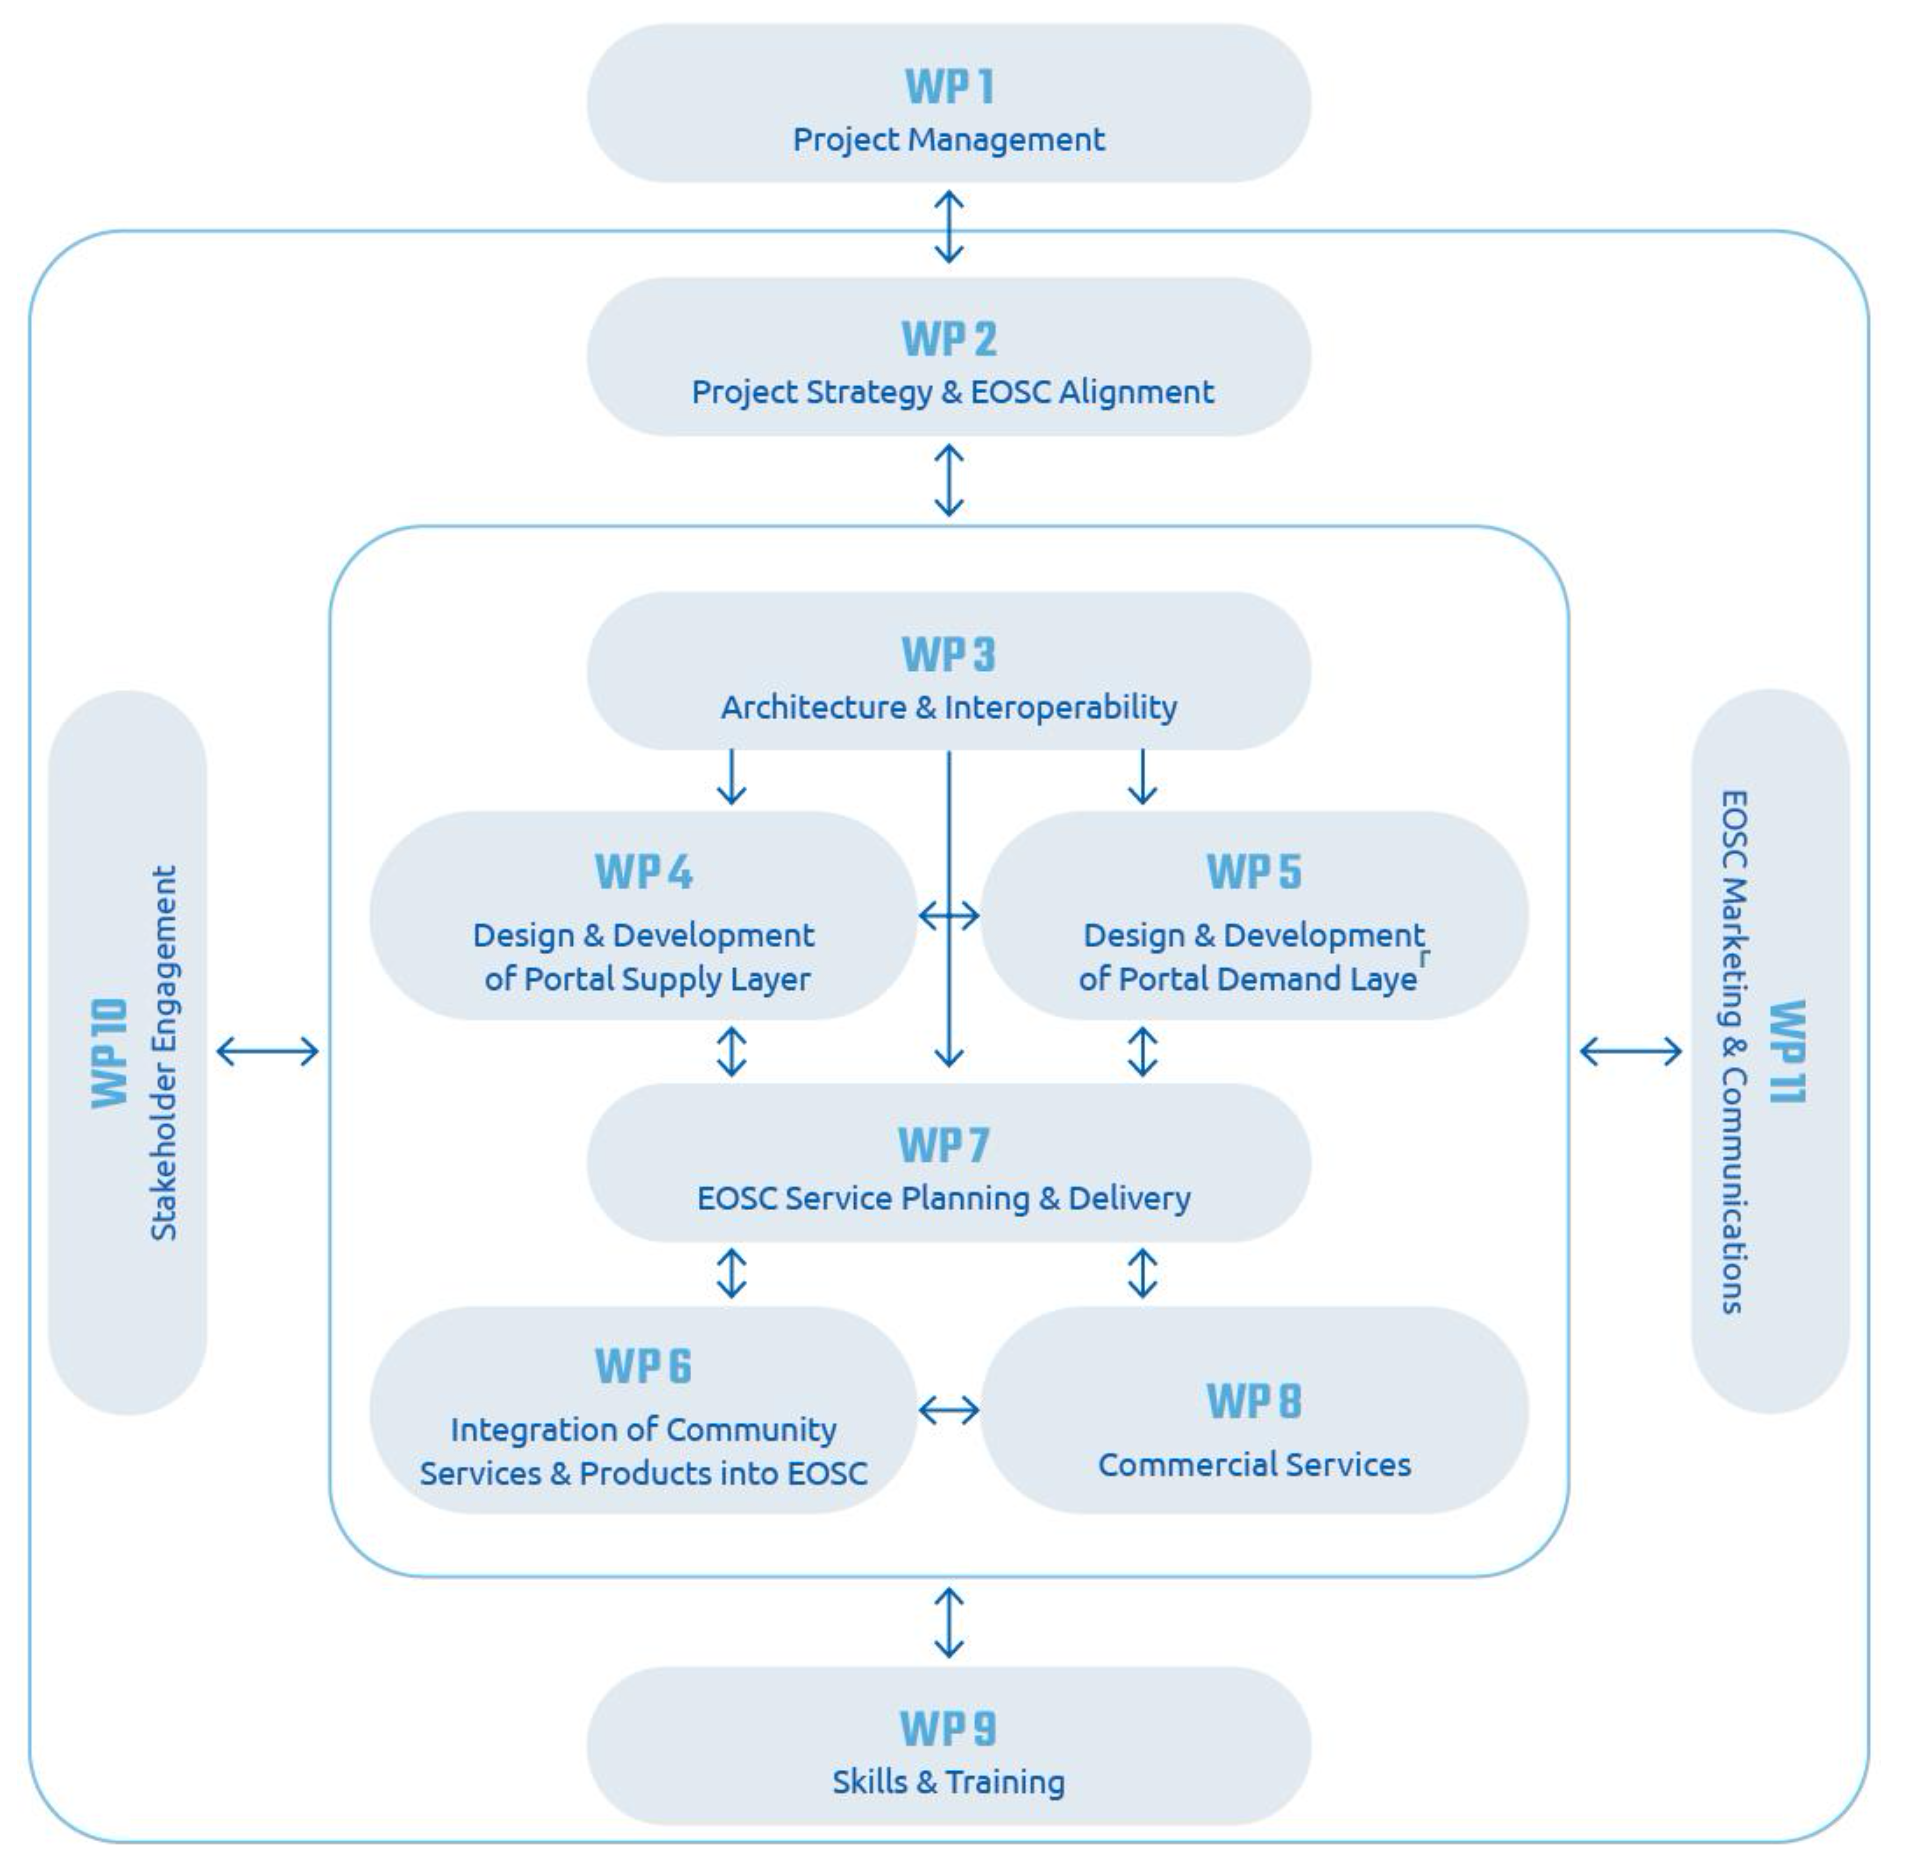 WP 1
Project Management
WP 2
Project Strategy & EOSC Alignment
WP 3
Architecture & Interoperability
WP 4
Design & Development
of Portal Supply Layer
WP 5
Design & Development
of Portal Demand Layer
WP 10
Stakeholder Engagement
WP 11
EOSC Marketing & Communications
WP 7
EOSC Service Planning & Delivery
WP 6
Integration of Community
Services & Products into EOSC
WP 8
Commercial Services
WP 9
Skills & Training